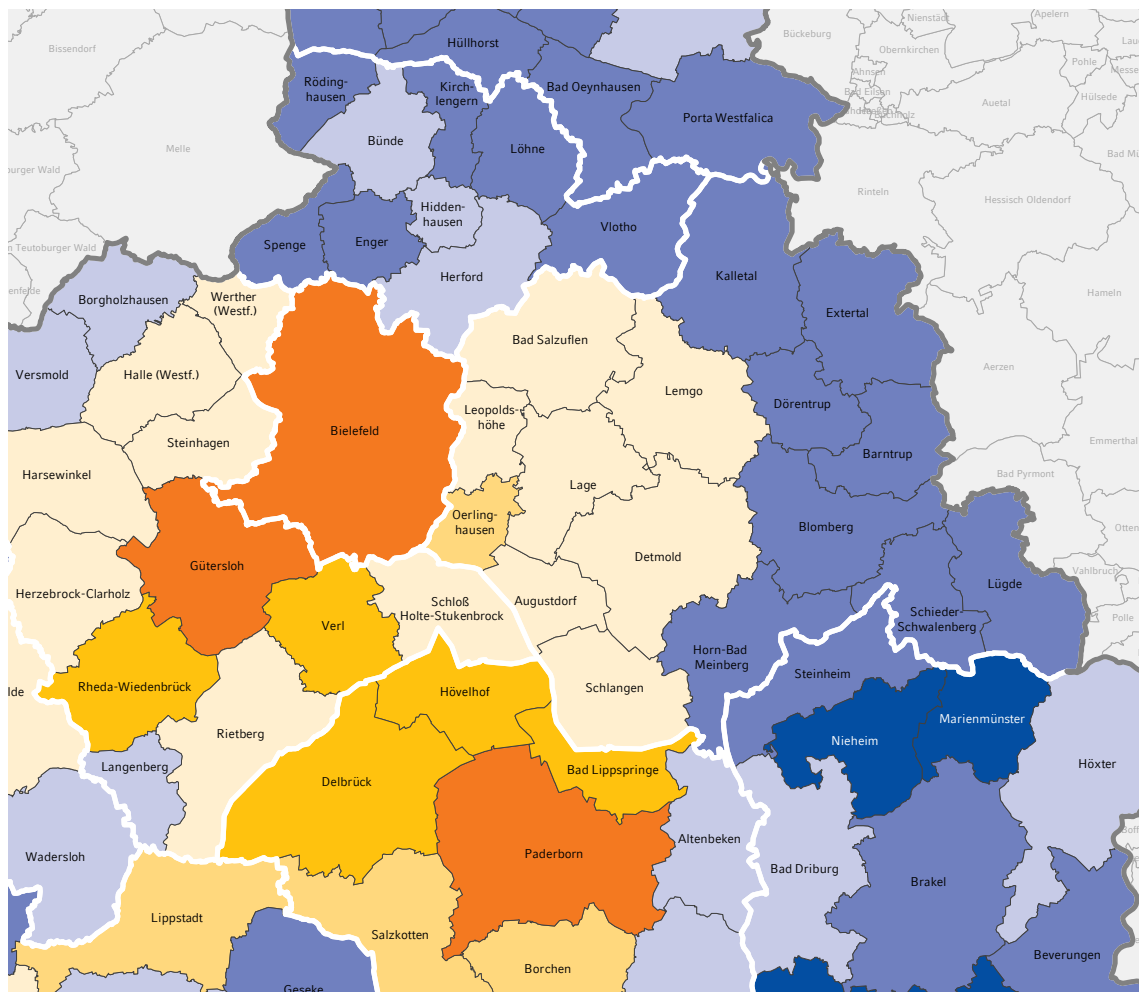 Nienstädt
Apelern
Hüllhorst
Bückeburg
Bissendorf
Obernkirchen
Pohle
Ahnsen
Röding-
hausen
Kirch-
lengern
Bad Oeynhausen
Bad Eilsen
Hülsede
Auetal
Buchholz
Porta Westfalica
Bünde
Löhne
Melle
Rinteln
Hessisch Oldendorf
Hidden-
hausen
Vlotho
Enger
Spenge
Teutoburger Wald
Herford
Kalletal
Hameln
Borgholzhausen
Werther
(Westf.)
Extertal
Bad Salzuflen
Aerzen
Versmold
Halle (Westf.)
Lemgo
Dörentrup
Leopolds-
höhe
Bielefeld
Steinhagen
Emmerthal
Barntrup
Harsewinkel
Bad Pyrmont
Lage
Oerling-
hausen
Blomberg
Detmold
Gütersloh
Vahlbruch
Lügde
Herzebrock-Clarholz
Schloß
Holte-Stukenbrock
Augustdorf
Schieder-
Schwalenberg
Polle
Verl
Horn-Bad
Meinberg
Steinheim
Rheda-Wiedenbrück
Hövelhof
Schlangen
Marienmünster
Rietberg
Nieheim
Langenberg
Bad Lippspringe
Höxter
Delbrück
Altenbeken
Wadersloh
Paderborn
Bad Driburg
Brakel
Lippstadt
Salzkotten
Beverungen
Borchen
Geseke